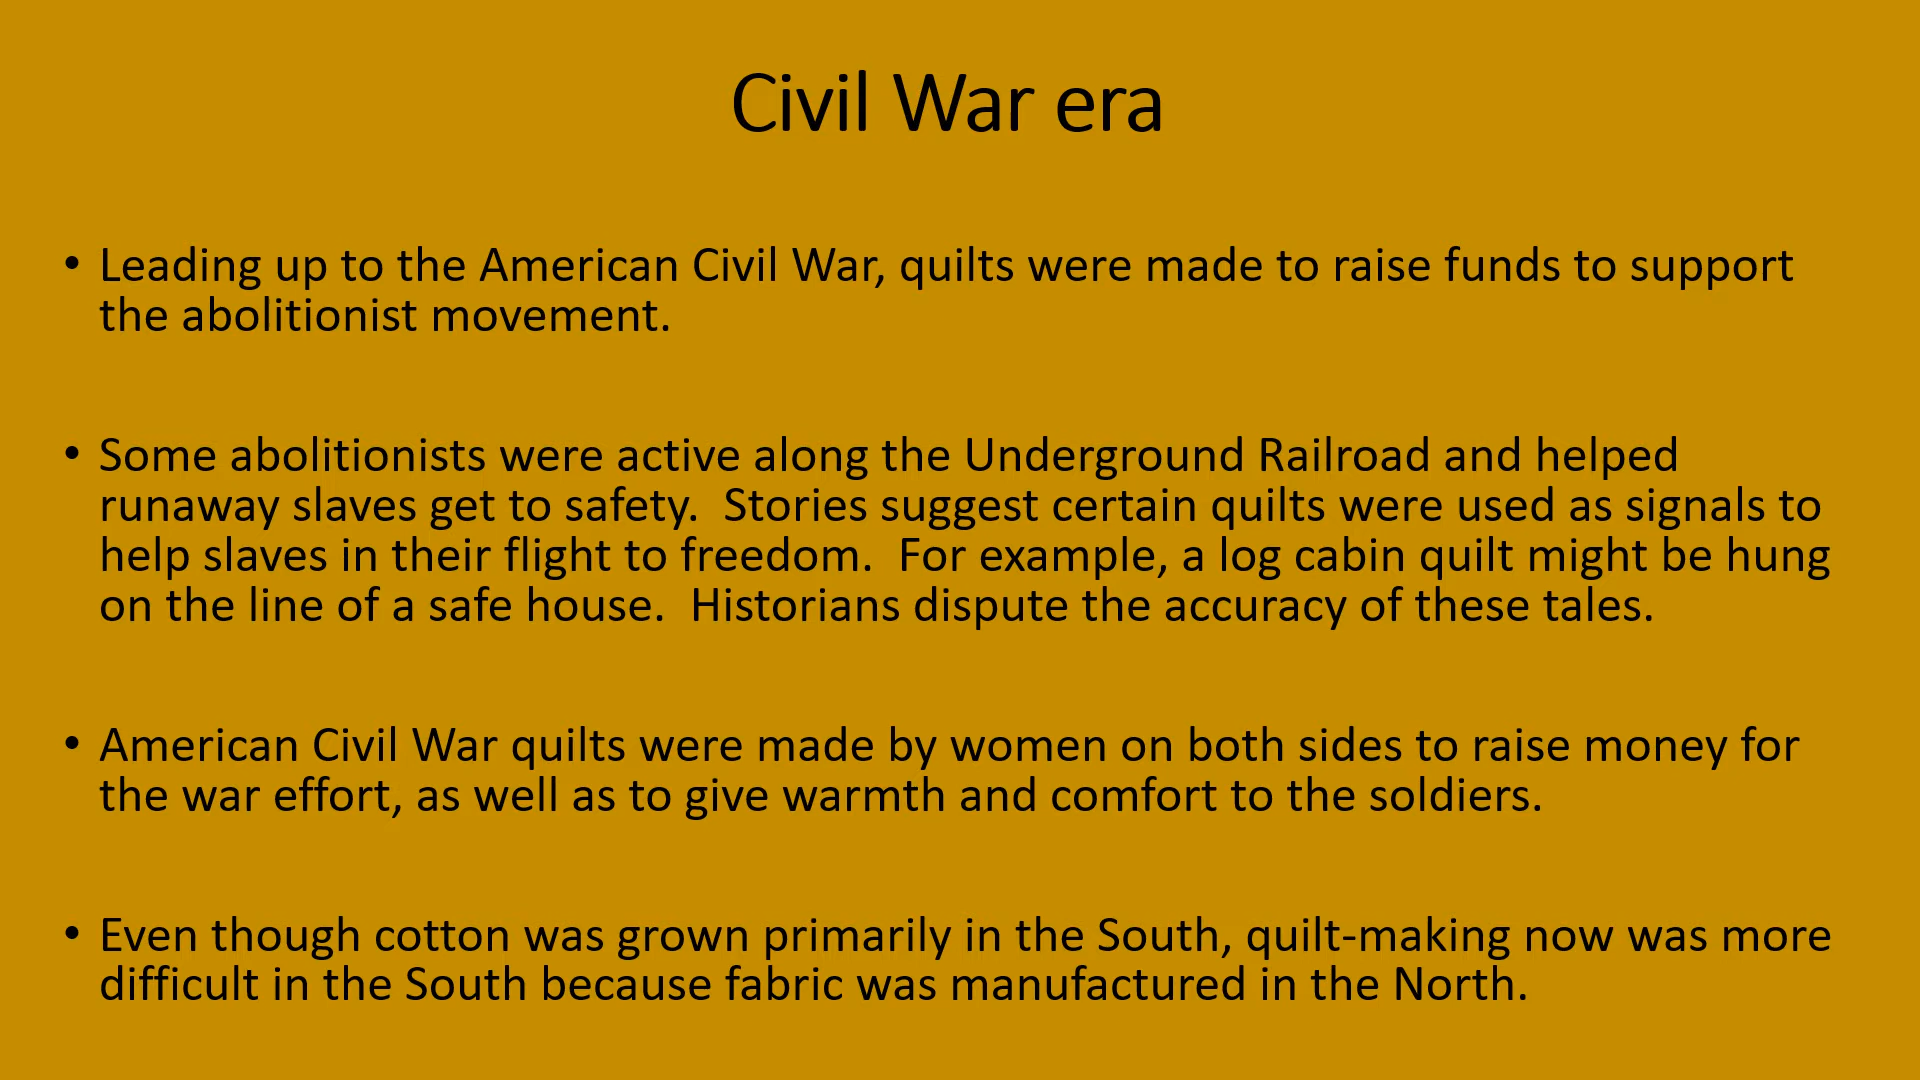 Civil War era
• Leading up to the American Civil War, quilts were made to raise funds to support
the abolitionist movement.
• Some abolitionists were active along the Underground Railroad and helped
runaway slaves get to safety.  Stories suggest certain quilts were used as signals to
help slaves in their flight to freedom.  For example, a log cabin quilt might be hung
on the line of a safe house.  Historians dispute the accuracy of these tales.
• American Civil War quilts were made by women on both sides to raise money for
the war effort, as well as to give warmth and comfort to the soldiers.
• Even though cotton was grown primarily in the South, quilt-making now was more
difficult in the South because fabric was manufactured in the North.